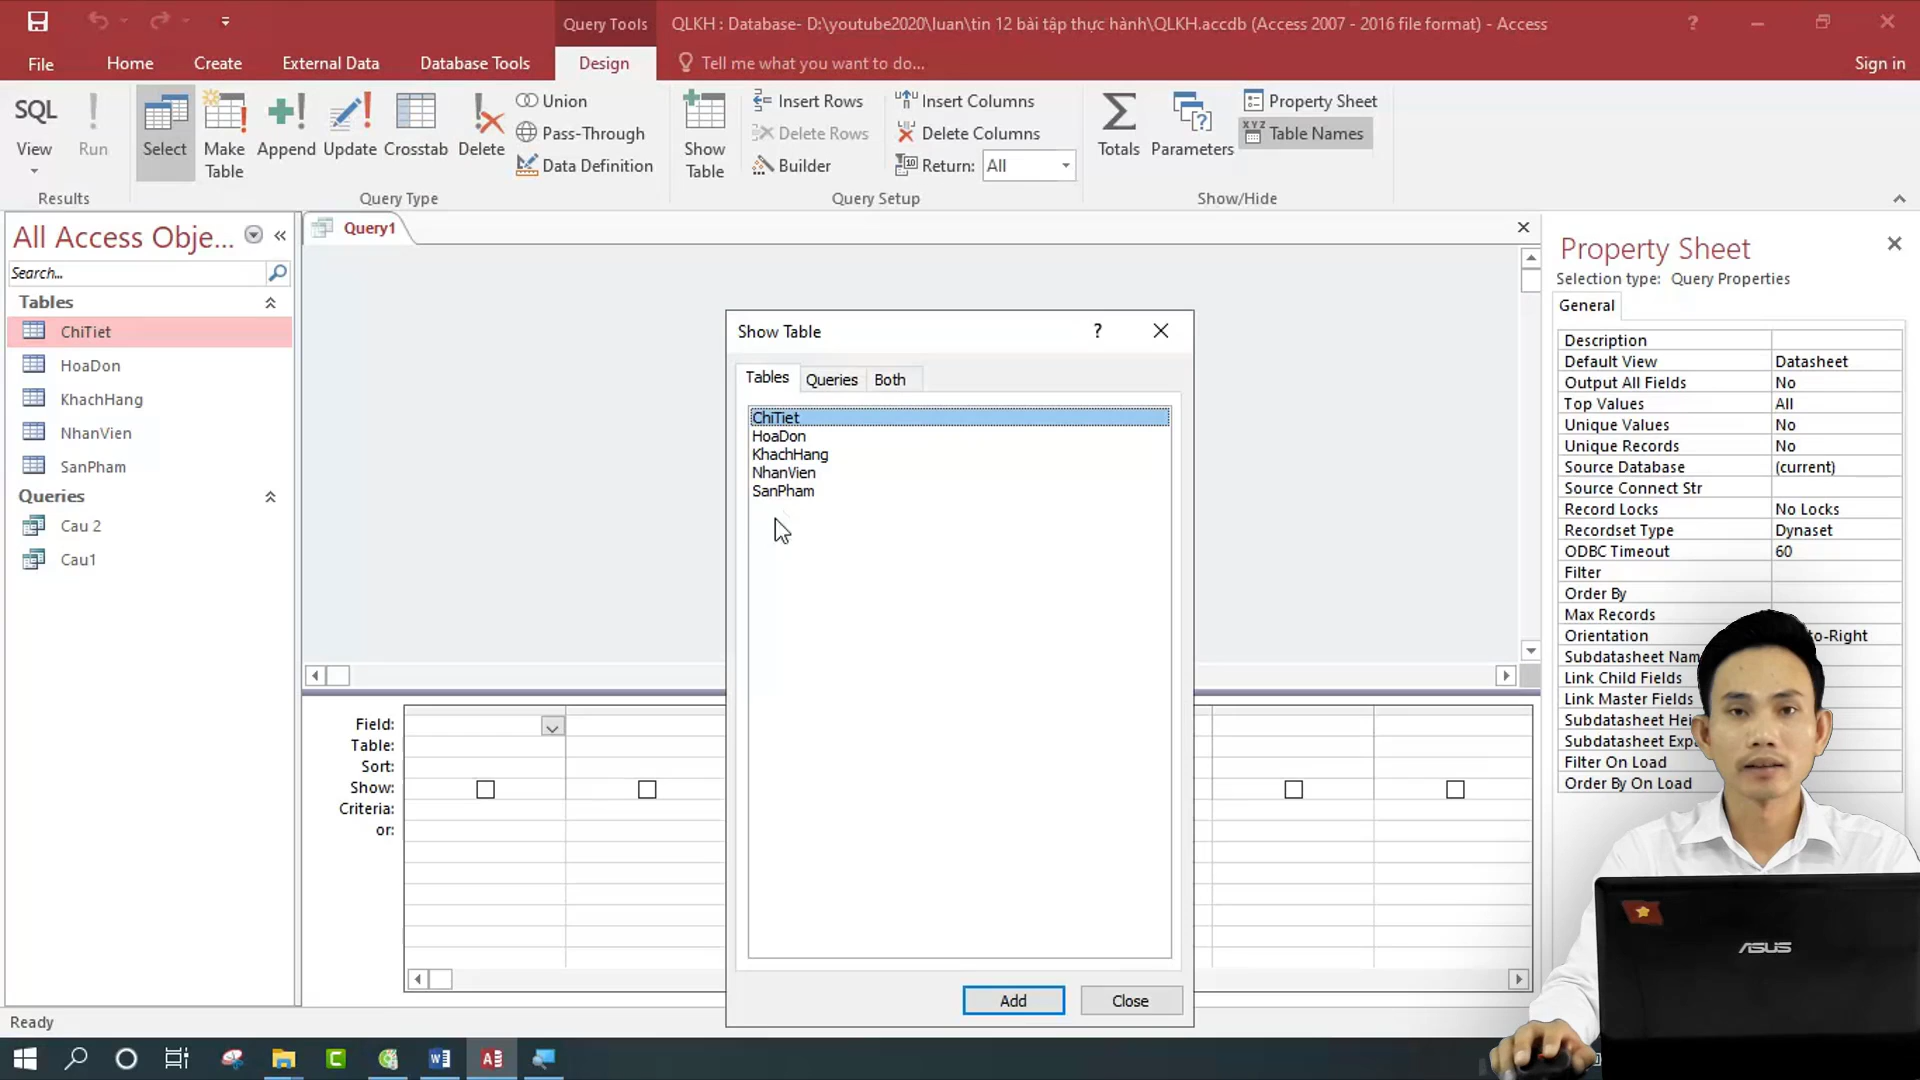 Query Tools
QLKH : Database- D:\youtube2020\luan\tin 12 bài tập thực hành\QLKH.accdb (Access 2007 - 2016 file format) - Access
?
File
Home
Create
External Data
Database Tools
Design
Tell me what you want to do...
Sign in
SQL
View
Run
Select
Make
Table
Append
Update
Crosstab
Delete
Union
Pass-Through
Data Definition
Show
Table
Insert Rows
Delete Rows
Builder
Insert Columns
Delete Columns
Return: All
Totals
Parameters
Property Sheet
Table Names
Results
Query Type
Query Setup
Show/Hide
All Access Obje...
Search...
Tables
ChiTiet
HoaDon
KhachHang
NhanVien
SanPham
Queries
Cau 2
Cau1
Query1
Show Table
?
Tables
Queries
Both
ChiTiet
HoaDon
KhachHang
NhanVien
SanPham
Add
Close
Field:
Table:
Sort:
Show:
Criteria:
or:
Property Sheet
Selection type: Query Properties
General
Description
Default View Datasheet
Output All Fields No
Top Values All
Unique Values No
Unique Records No
Source Database (current)
Source Connect Str
Record Locks No Locks
Recordset Type Dynaset
ODBC Timeout 60
Filter
Order By
Max Records
Orientation to-Right
Subdatasheet Nam
Link Child Fields
Link Master Fields
Subdatasheet Hei
Subdatasheet Exp
Filter On Load
Order By On Load
ASUS
Ready